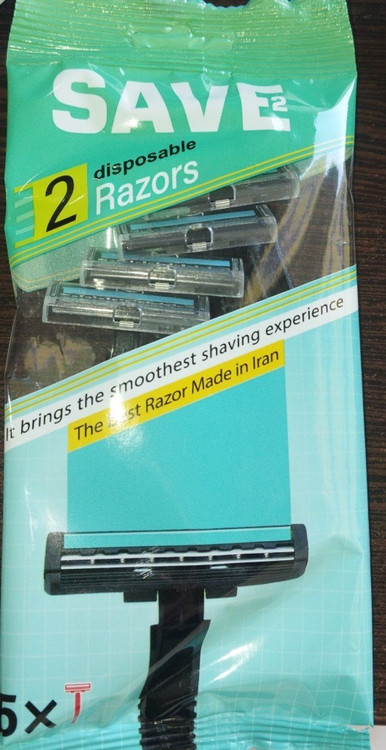 SAVE²
2 disposable
Razors
It brings the smoothest shaving experience
The Best Razor Made in Iran
5×